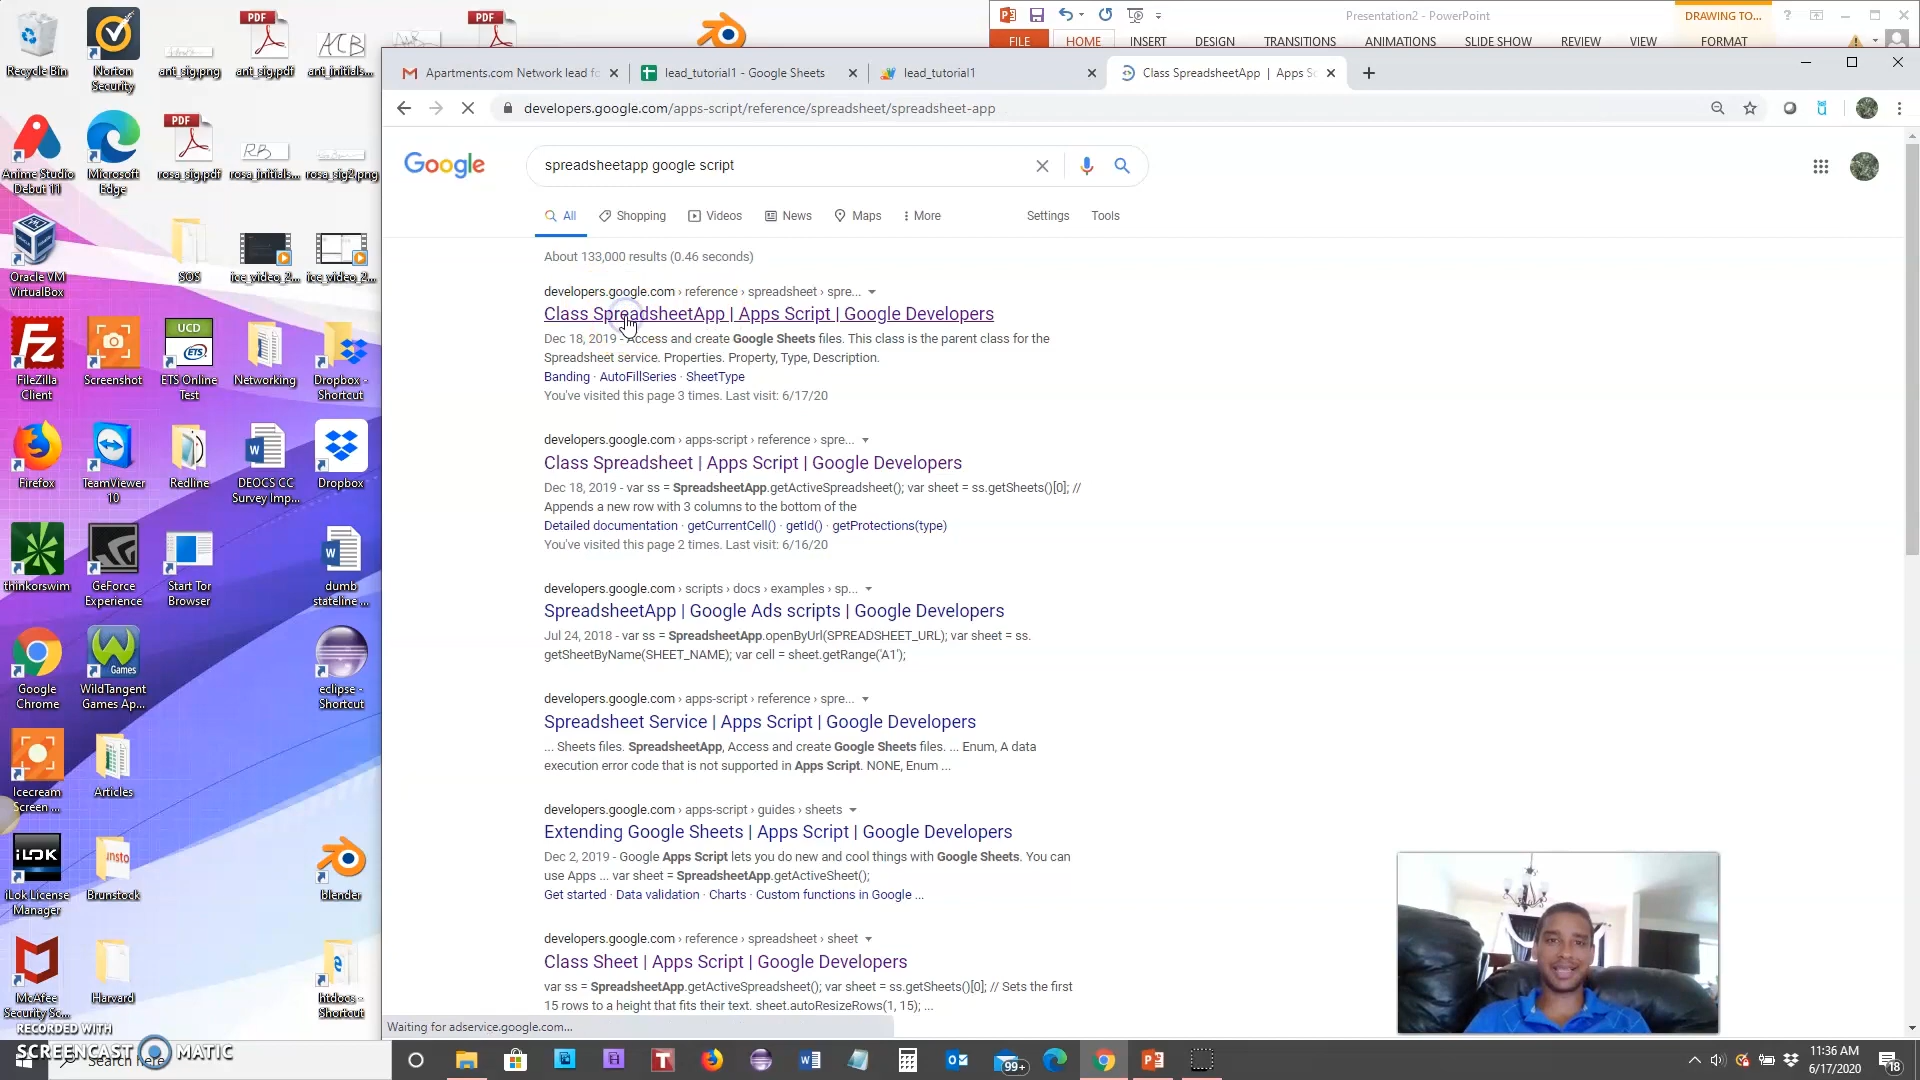 Recycle Bin
Norton Security
ant_sig.png
ant_sig.pdf
ant_initials...
Anime Studio Debut 11
Microsoft Edge
rosa_sig.pdf
rosa_initials...
rosa_sig2.png
Oracle VM VirtualBox
SOS
ice_video_2...
ice_video_2...
FileZilla Client
Screenshot
ETS Online Test
Networking
Dropbox - Shortcut
Firefox
TeamViewer 10
Redline
DEOCS CC Survey Imp...
Dropbox
thinkorswim
GeForce Experience
Start Tor Browser
dumb stateline ...
Google Chrome
WildTangent Games Ap...
eclipse - Shortcut
Icecream Screen ...
Articles
iLok License Manager
Brunstock
blender
McAfee Security Sc...
Harvard
htdocs - Shortcut
Presentation2 - PowerPoint
DRAWING TO...
FILE HOME INSERT DESIGN TRANSITIONS ANIMATIONS SLIDE SHOW REVIEW VIEW FORMAT
Apartments.com Network lead fo
lead_tutorial1 - Google Sheets
lead_tutorial1
Class SpreadsheetApp | Apps Sc
developers.google.com/apps-script/reference/spreadsheet/spreadsheet-app
Google
spreadsheetapp google script
All Shopping Videos News Maps More Settings Tools
About 133,000 results (0.46 seconds)
developers.google.com › reference › spreadsheet › spre...
Class SpreadsheetApp | Apps Script | Google Developers
Dec 18, 2019 - Access and create Google Sheets files. This class is the parent class for the
Spreadsheet service. Properties. Property, Type, Description.
Banding · AutoFillSeries · SheetType
You've visited this page 3 times. Last visit: 6/17/20
developers.google.com › apps-script › reference › spre...
Class Spreadsheet | Apps Script | Google Developers
Dec 18, 2019 - var ss = SpreadsheetApp.getActiveSpreadsheet(); var sheet = ss.getSheets()[0]; //
Appends a new row with 3 columns to the bottom of the
Detailed documentation · getCurrentCell() · getId() · getProtections(type)
You've visited this page 2 times. Last visit: 6/16/20
developers.google.com › scripts › docs › examples › sp...
SpreadsheetApp | Google Ads scripts | Google Developers
Jul 24, 2018 - var ss = SpreadsheetApp.openByUrl(SPREADSHEET_URL); var sheet = ss.
getSheetByName(SHEET_NAME); var cell = sheet.getRange('A1');
developers.google.com › apps-script › reference › spre...
Spreadsheet Service | Apps Script | Google Developers
... Sheets files. SpreadsheetApp, Access and create Google Sheets files. ... Enum, A data
execution error code that is not supported in Apps Script. NONE, Enum ...
developers.google.com › apps-script › guides › sheets
Extending Google Sheets | Apps Script | Google Developers
Dec 2, 2019 - Google Apps Script lets you do new and cool things with Google Sheets. You can
use Apps ... var sheet = SpreadsheetApp.getActiveSheet();
Get started · Data validation · Charts · Custom functions in Google ...
developers.google.com › reference › spreadsheet › sheet
Class Sheet | Apps Script | Google Developers
var ss = SpreadsheetApp.getActiveSpreadsheet(); var sheet = ss.getSheets()[0]; // Sets the first
15 rows to a height that fits their text. sheet.autoResizeRows(1, 15); ...
Waiting for adservice.google.com...
RECORDED WITH
SCREENCAST MATIC
Search here
99+
11:36 AM
6/17/2020
18